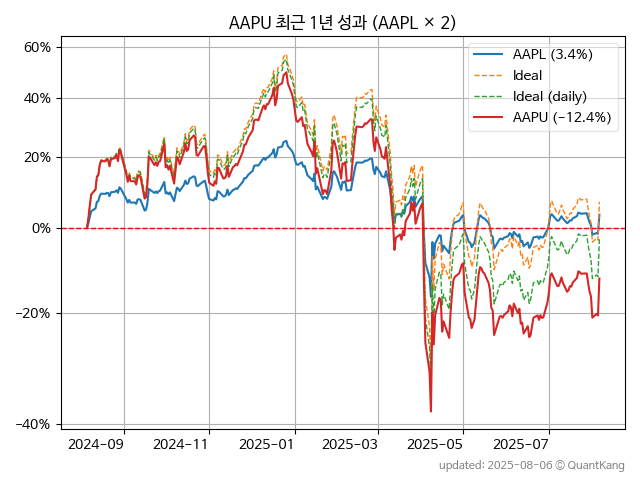 AAPU 최근 1년 성과 (AAPL × 2)
60%
40%
20%
0%
−20%
−40%
AAPL (3.4%)
Ideal
Ideal (daily)
AAPU (−12.4%)
2024-09
2024-11
2025-01
2025-03
2025-05
2025-07
updated: 2025-08-06 © QuantKang